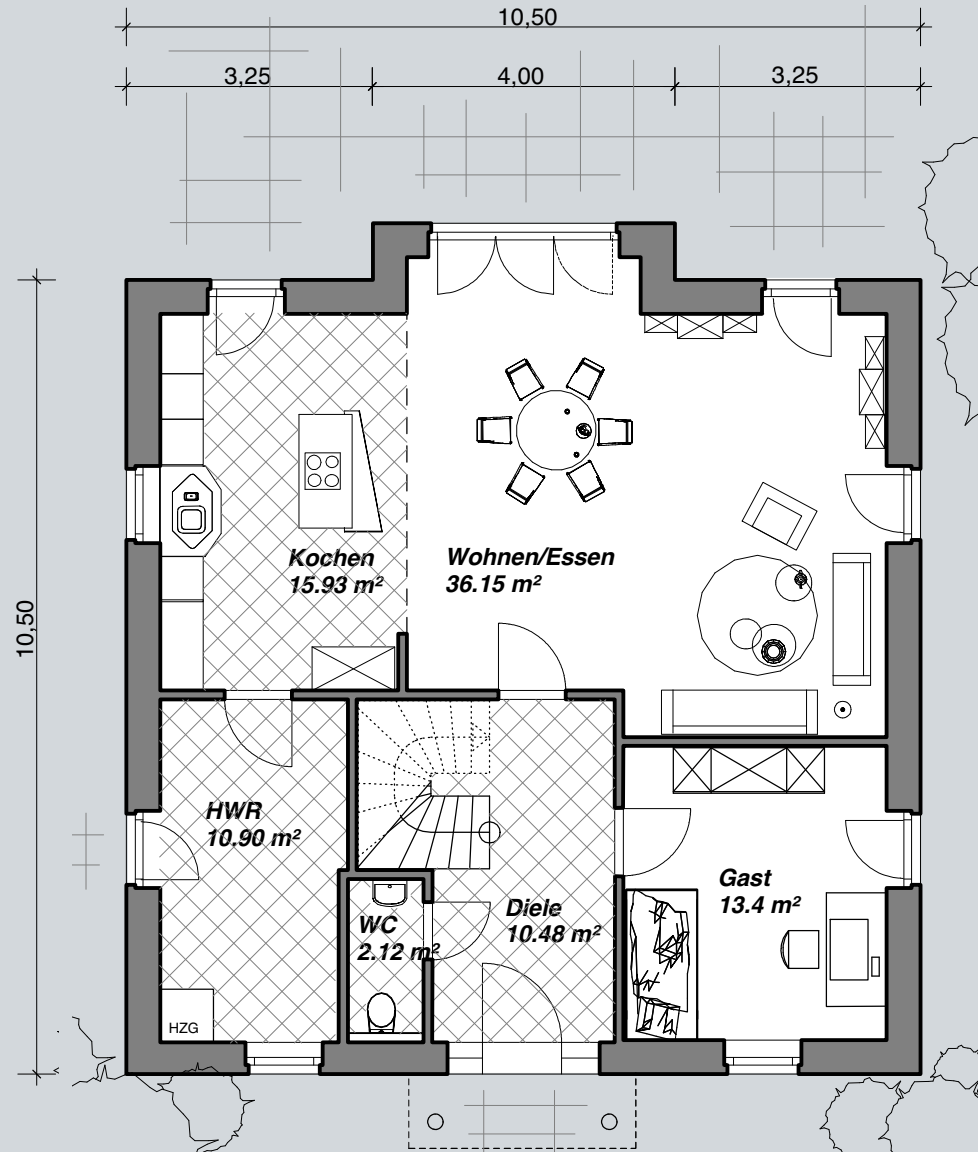 10,50
3,25 4,00 3,25
10,50
Kochen
15.93 m²
Wohnen/Essen
36.15 m²
HWR
10.90 m²
Gast
13.4 m²
WC
2.12 m²
Diele
10.48 m²
HZG